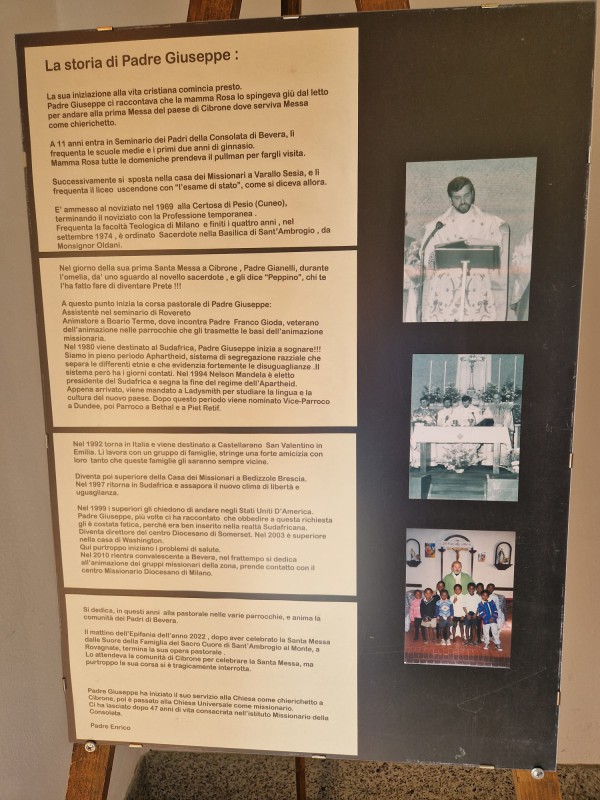 La storia di Padre Giuseppe :
La sua iniziazione alla vita cristiana comincia presto.
Padre Giuseppe ci raccontava che la mamma Rosa lo spingeva giù dal letto
per andare alla prima Messa del paese di Cibrone dove serviva Messa
come chierichetto.
A 11 anni entra in Seminario dei Padri della Consolata di Bevera, lì
frequenta le scuole medie e i primi due anni di ginnasio.
Mamma Rosa tutte le domeniche prendeva il pullman per fargli visita.
Successivamente si sposta nella casa dei Missionari a Varallo Sesia, e lì
frequenta il liceo uscendone con "l'esame di stato", come si diceva allora.
E' ammesso al noviziato nel 1969 alla Certosa di Pesio (Cuneo),
terminando il noviziato con la Professione temporanea .
Frequenta la facoltà Teologica di Milano e finiti i quattro anni , nel
settembre 1974 , è ordinato Sacerdote nella Basilica di Sant'Ambrogio , da
Monsignor Oldani.
Nel giorno della sua prima Santa Messa a Cibrone , Padre Gianelli, durante
l'omelia, da' uno sguardo al novello sacerdote , e gli dice "Peppino", chi te
l'ha fatto fare di diventare Prete !!!
A questo punto inizia la corsa pastorale di Padre Giuseppe:
Assistente nel seminario di Rovereto
Animatore a Boario Terme, dove incontra Padre Franco Gioda, veterano
dell'animazione nelle parrocchie che gli trasmette le basi dell'animazione
missionaria.
Nel 1980 viene destinato al Sudafrica, Padre Giuseppe inizia a sognare!!!
Siamo in pieno periodo Aphartheid, sistema di segregazione razziale che
separa le differenti etnie e che evidenzia fortemente le disuguaglianze .Il
sistema però ha i giorni contati. Nel 1994 Nelson Mandela è eletto
presidente del Sudafrica e segna la fine del regime dell'Apartheid.
Appena arrivato, viene mandato a Ladysmith per studiare la lingua e la
cultura del nuovo paese. Dopo questo periodo viene nominato Vice-Parroco
a Dundee, poi Parroco a Bethal e a Piet Retif.
Nel 1992 torna in Italia e viene destinato a Castellarano San Valentino in
Emilia. Lì lavora con un gruppo di famiglie, stringe una forte amicizia con
loro tanto che queste famiglie gli saranno sempre vicine.
Diventa poi superiore della Casa dei Missionari a Bedizzole Brescia.
Nel 1997 ritorna in Sudafrica e assapora il nuovo clima di libertà e
uguaglianza.
Nel 1999 i superiori gli chiedono di andare negli Stati Uniti D'America.
Padre Giuseppe, più volte ci ha raccontato che obbedire a questa richiesta
gli è costata fatica, perché era ben inserito nella realtà Sudafricana.
Diventa direttore del centro Diocesano di Somerset. Nel 2003 è superiore
nella casa di Washington.
Qui purtroppo iniziano i problemi di salute.
Nel 2010 rientra convalescente a Bevera, nel frattempo si dedica
all'animazione dei gruppi missionari della zona, prende contatto con il
centro Missionario Diocesano di Milano.
Si dedica, in questi anni alla pastorale nelle varie parrocchie, e anima la
comunità dei Padri di Bevera.
Il mattino dell'Epifania dell'anno 2022 , dopo aver celebrato la Santa Messa
dalle Suore della Famiglia del Sacro Cuore di Sant'Ambrogio al Monte, a
Rovagnate, termina la sua opera pastorale .
Lo attendeva la comunità di Cibrone per celebrare la Santa Messa, ma
purtroppo la sua corsa si è tragicamente interrotta.
Padre Giuseppe ha iniziato il suo servizio alla Chiesa come chierichetto a
Cibrone, poi è passato alla Chiesa Universale come missionario.
Ci ha lasciato dopo 47 anni di vita consacrata nell'istituto Missionario della
Consolata.
Padre Enrico